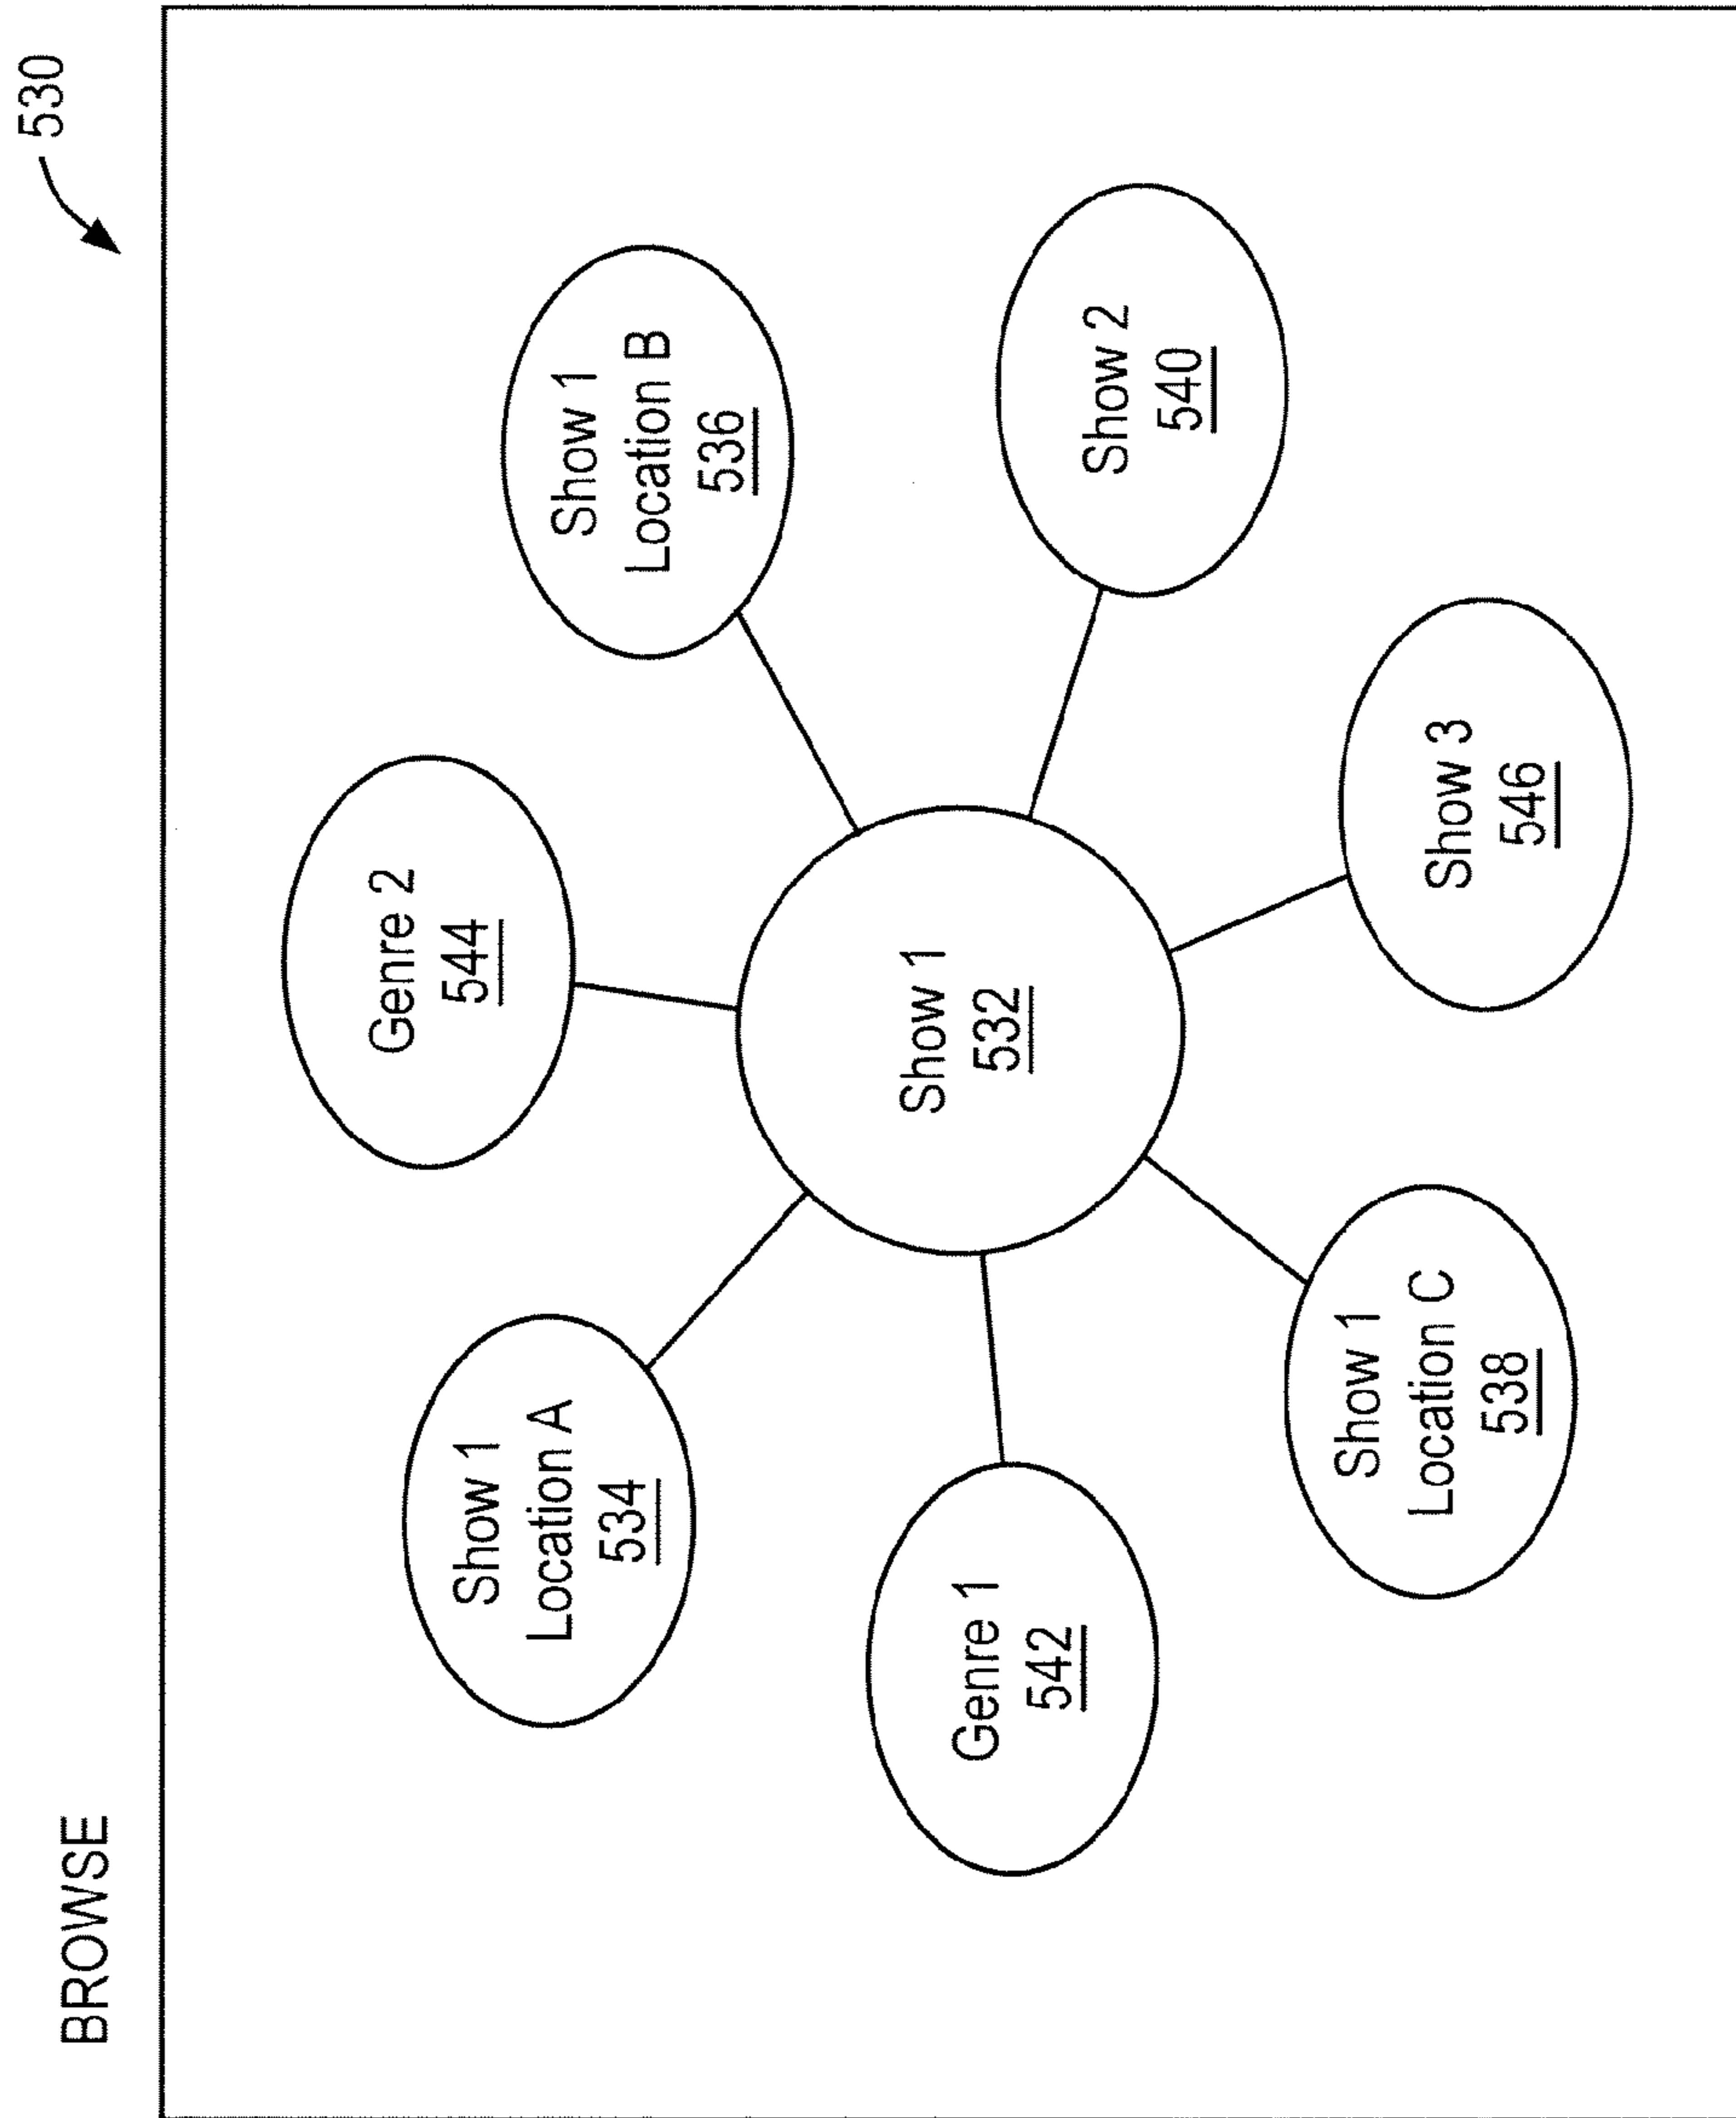 BROWSE
530
Genre 2
544
Show 1
Location A
534
Show 1
Location B
536
Show 1
532
Genre 1
542
Show 2
540
Show 1
Location C
538
Show 3
546